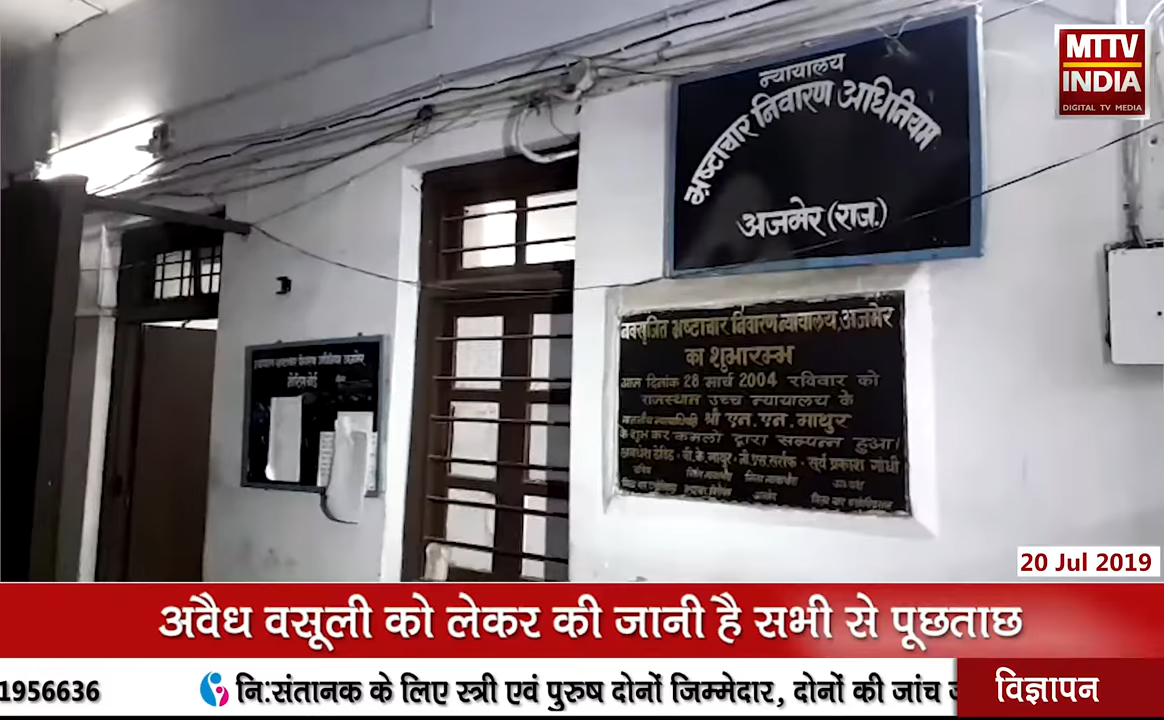 MTTV
INDIA
DIGITAL TV MEDIA
न्यायालय
भ्रष्टाचार निवारण अधिनियम
अजमेर (राज.)
नवसृजित भ्रष्टाचार निवारण न्यायालय, अजमेर
का शुभारम्भ
आज दिनांक 28 मार्च 2004 रविवार को
राजस्थान उच्च न्यायालय के
श्री एन. एन. माथुर
के शुभ कर कमलो द्वारा सम्पन्न हुआ।
नोटिस बोर्ड
20 Jul 2019
अवैध वसूली को लेकर की जानी है सभी से पूछताछ
1956636 नि:संतानक के लिए स्त्री एवं पुरुष दोनों जिम्मेदार, दोनों की जांच
विज्ञापन